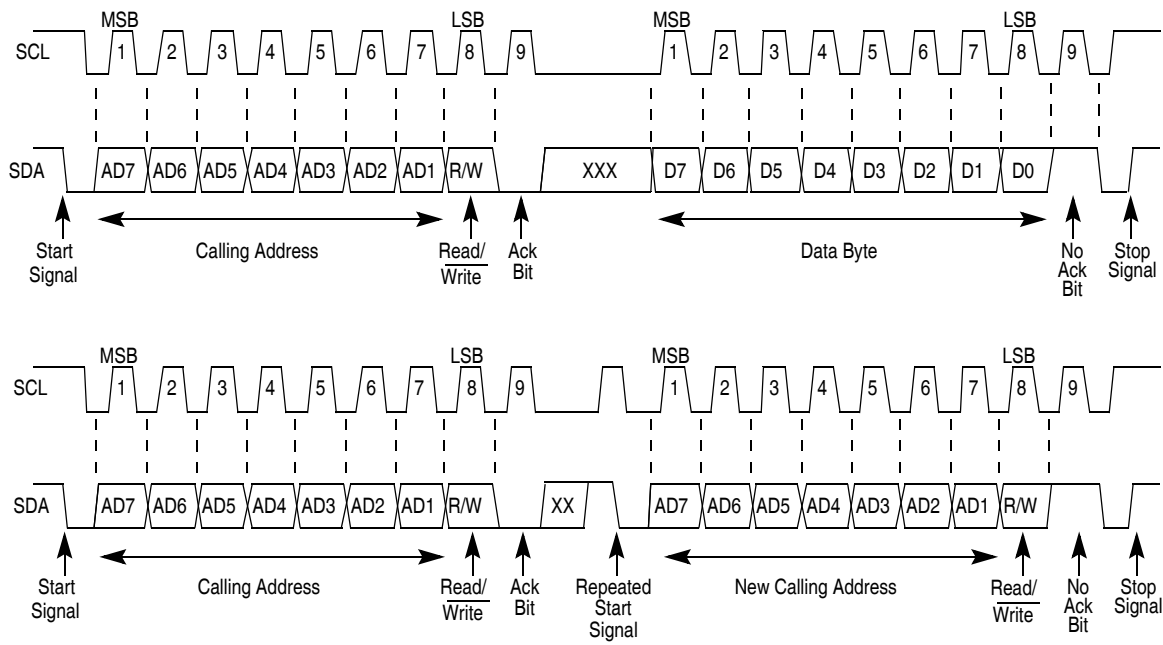 MSB LSB MSB LSB
SCL 1 2 3 4 5 6 7 8 9 1 2 3 4 5 6 7 8 9
SDA AD7 AD6 AD5 AD4 AD3 AD2 AD1 R/W XXX D7 D6 D5 D4 D3 D2 D1 D0
Start
Signal
Calling Address
Read/
Write
Ack
Bit
Data Byte
No
Ack
Bit
Stop
Signal
MSB LSB MSB LSB
SCL 1 2 3 4 5 6 7 8 9 1 2 3 4 5 6 7 8 9
SDA AD7 AD6 AD5 AD4 AD3 AD2 AD1 R/W XX AD7 AD6 AD5 AD4 AD3 AD2 AD1 R/W
Start
Signal
Calling Address
Read/
Write
Ack
Bit
Repeated
Start
Signal
New Calling Address
Read/
Write
No
Ack
Bit
Stop
Signal